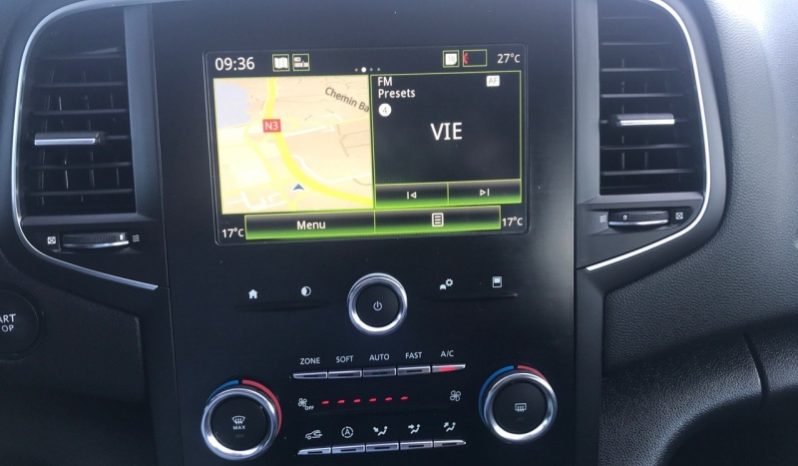 09:36
27°C
FM
AF
Presets
4
Chemin Ba
N3
VIE
17°C
Menu
17°C
ZONE SOFT AUTO FAST A/C
OFF
MAX